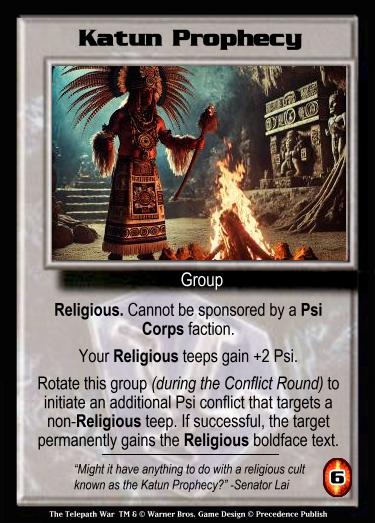 Katun Prophecy
Group
Religious. Cannot be sponsored by a Psi
Corps faction.
Your Religious teeps gain +2 Psi.
Rotate this group (during the Conflict Round) to
initiate an additional Psi conflict that targets a
non-Religious teep. If successful, the target
permanently gains the Religious boldface text.
"Might it have anything to do with a religious cult
known as the Katun Prophecy?" -Senator Lai
6
The Telepath War TM & © Warner Bros. Game Design © Precedence Publish